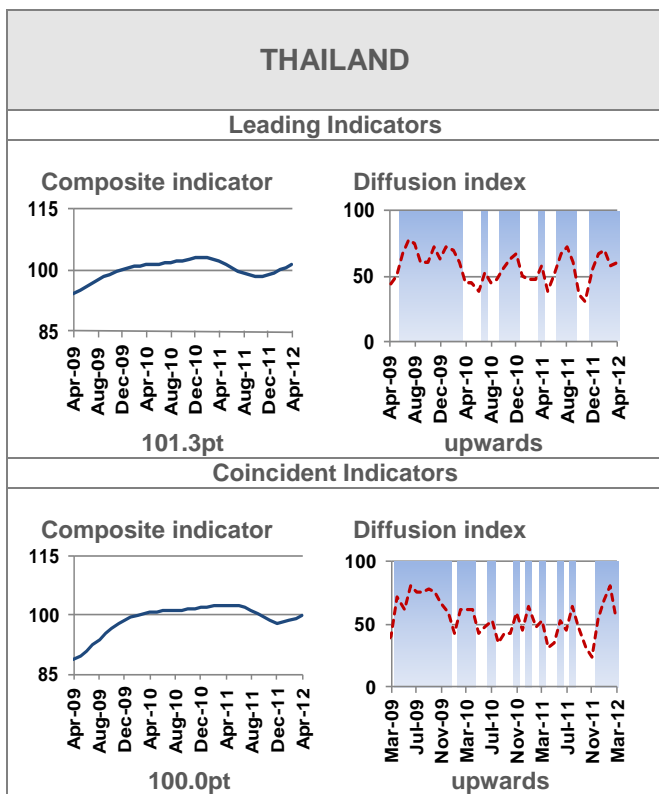 THAILAND
Leading Indicators
Composite indicator
115
100
85
Apr-09
Aug-09
Dec-09
Apr-10
Aug-10
Dec-10
Apr-11
Aug-11
Dec-11
Apr-12
101.3pt
Diffusion index
100
50
0
Apr-09
Aug-09
Dec-09
Apr-10
Aug-10
Dec-10
Apr-11
Aug-11
Dec-11
Apr-12
upwards
Coincident Indicators
Composite indicator
115
100
85
Apr-09
Aug-09
Dec-09
Apr-10
Aug-10
Dec-10
Apr-11
Aug-11
Dec-11
Apr-12
100.0pt
Diffusion index
100
50
0
Mar-09
Jul-09
Nov-09
Mar-10
Jul-10
Nov-10
Mar-11
Jul-11
Nov-11
Mar-12
upwards